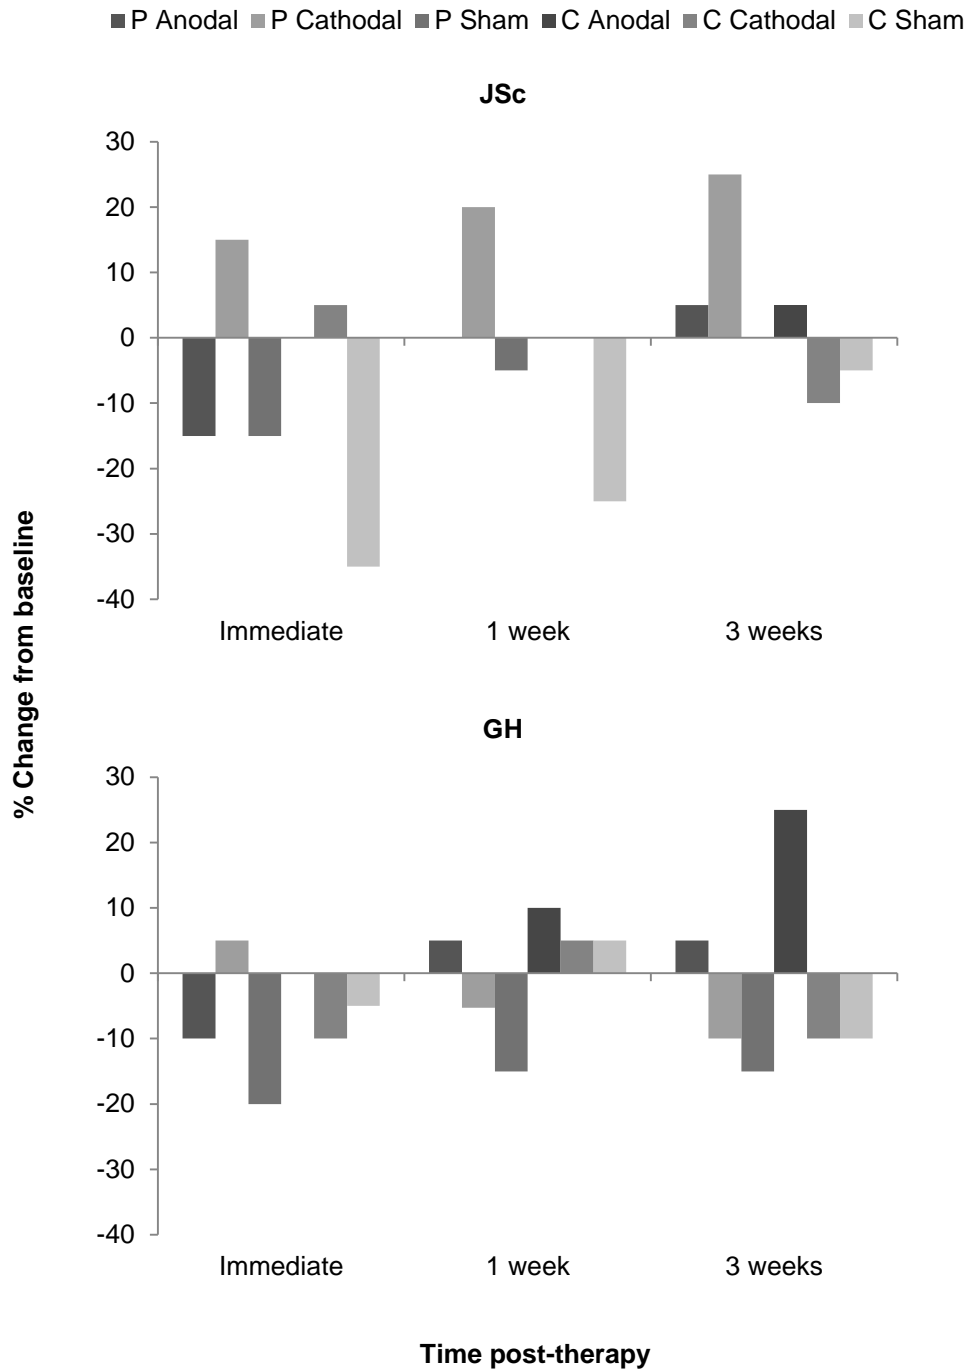 P Anodal P Cathodal P Sham C Anodal C Cathodal C Sham
JSc
30
20
10
0
-10
-20
-30
-40
Immediate 1 week 3 weeks
% Change from baseline
GH
30
20
10
0
-10
-20
-30
-40
Immediate 1 week 3 weeks
Time post-therapy